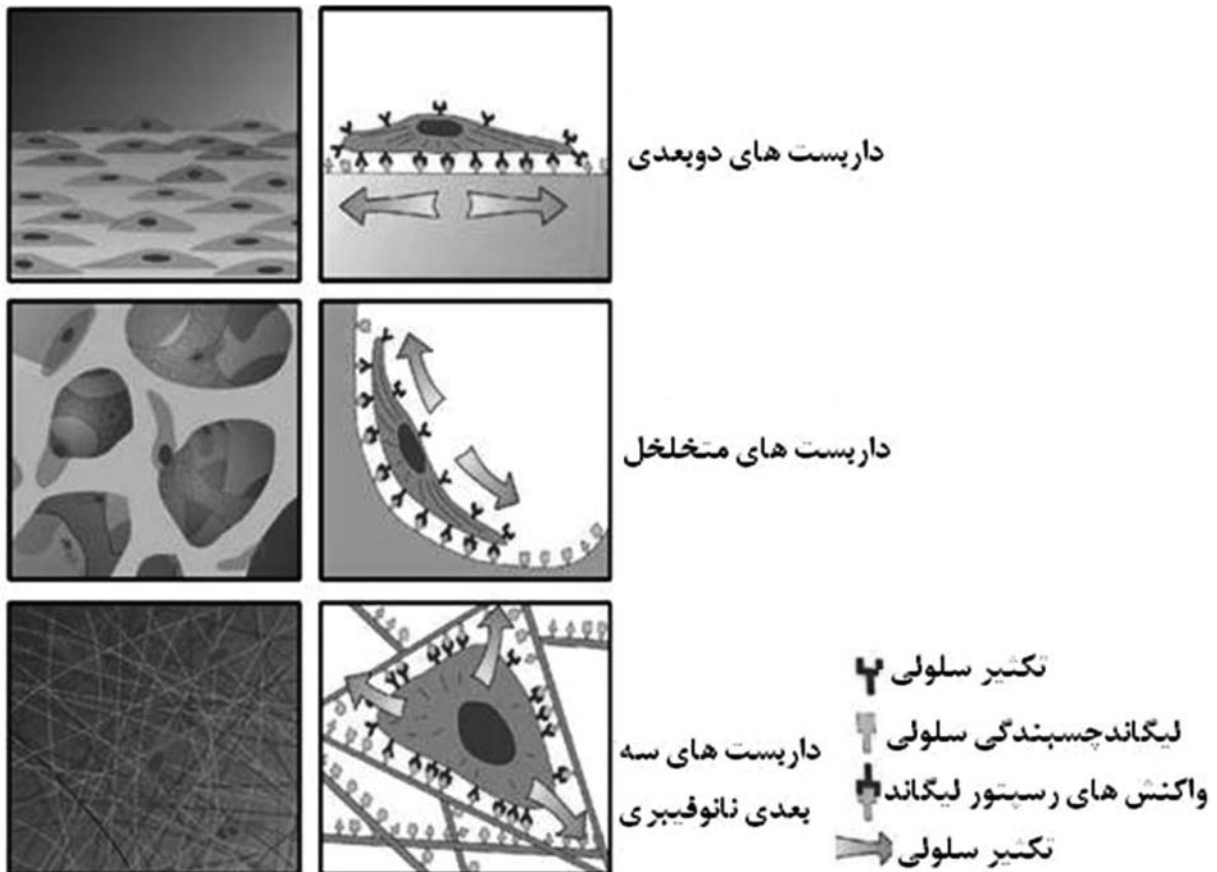 داربست های دوبعدی
داربست های متخلخل
داربست های سه
بعدی نانوفیبری
تکثیر سلولی
لیگاندچسبندگی سلولی
واکنش های رسپتور لیگاند
تکثیر سلولی